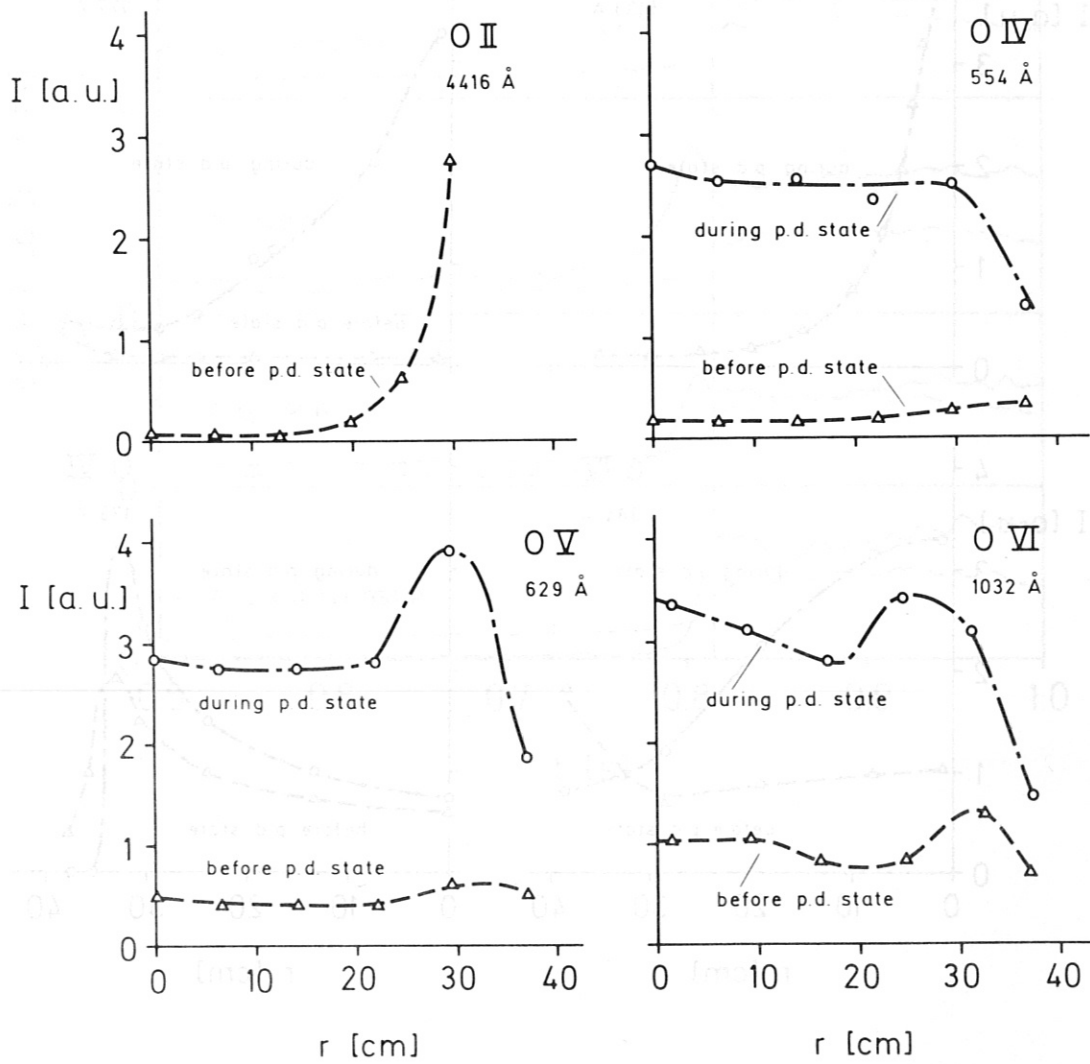 O II
4416 Å
I [a.u.]
4
3
2
1
0
before p.d. state
O IV
554 Å
during p.d. state
before p.d. state
O V
629 Å
I [a.u.]
4
3
2
1
0
during p.d. state
before p.d. state
0 10 20 30 40
r [cm]
O VI
1032 Å
during p.d. state
before p.d. state
0 10 20 30 40
r [cm]